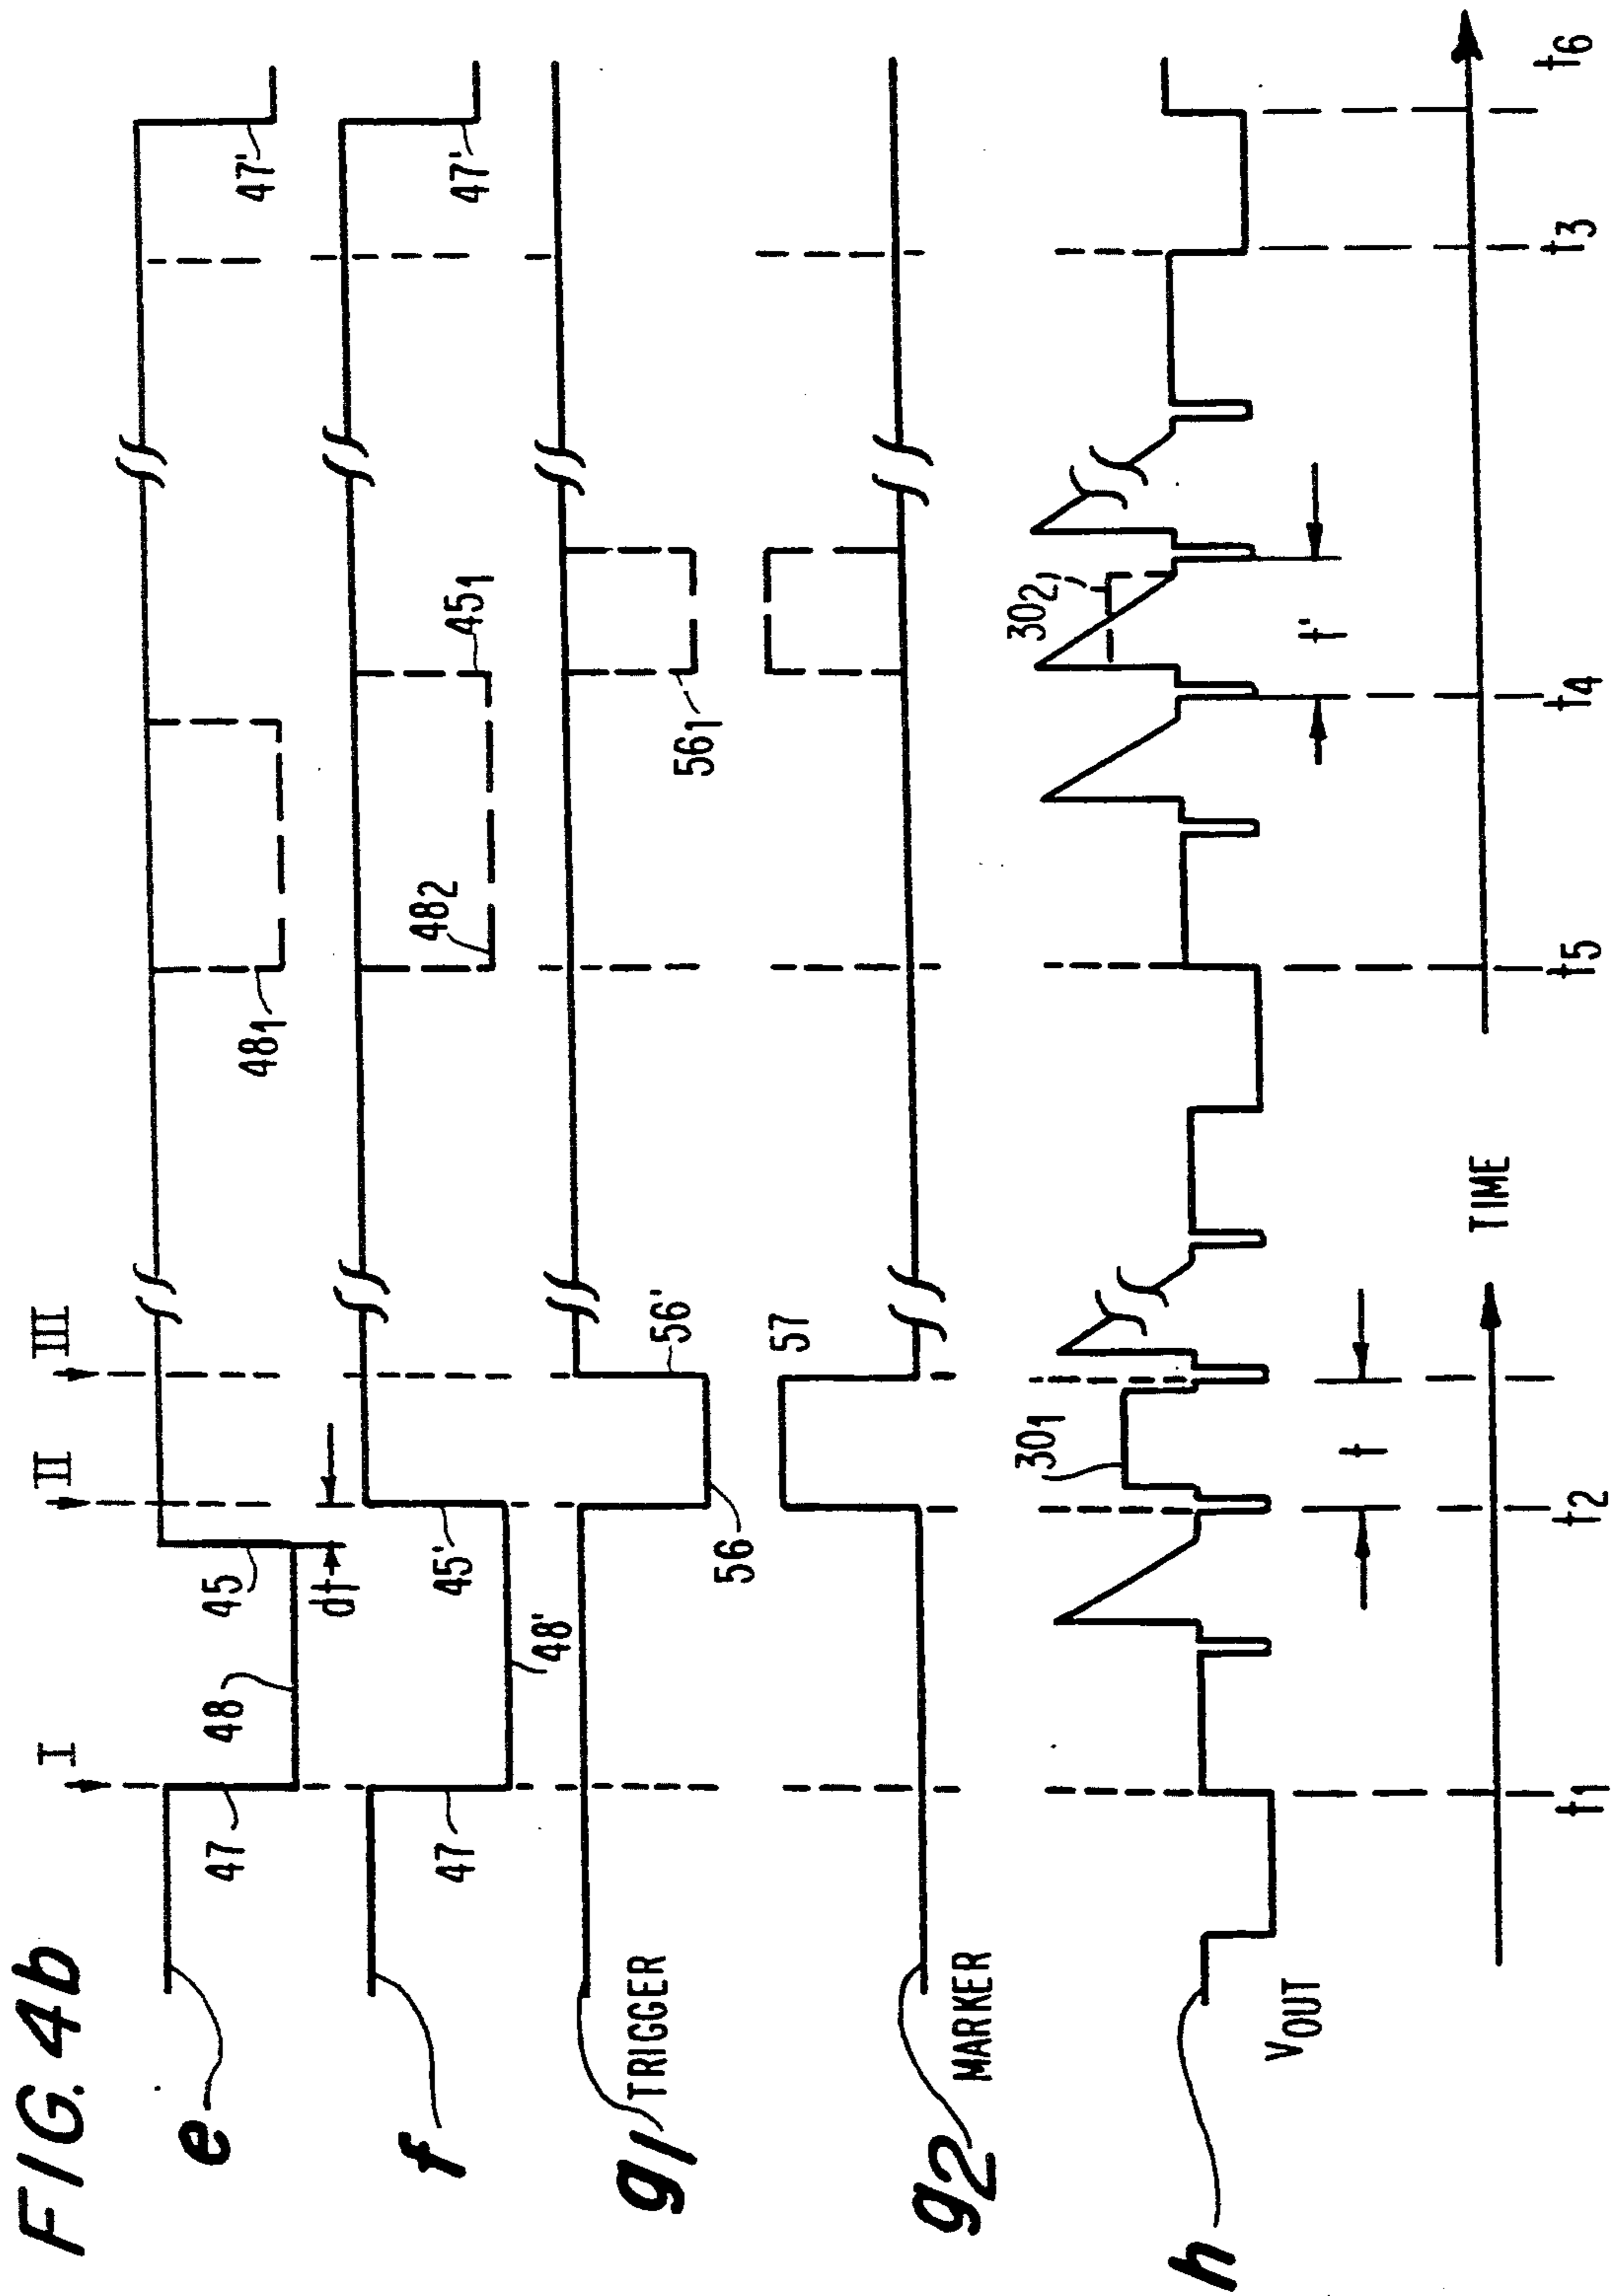 FIG. 4b
I
II
III
e
47
48
45
dt
48₁
47'
f
47
48'
45'
48₂
45₁
47'
g1
TRIGGER
56
56'
56₁
g2
MARKER
57
h
V_OUT
30₁
30₂
t
t'
TIME
t₁
t₂
t₅
t₄
t₃
t₆